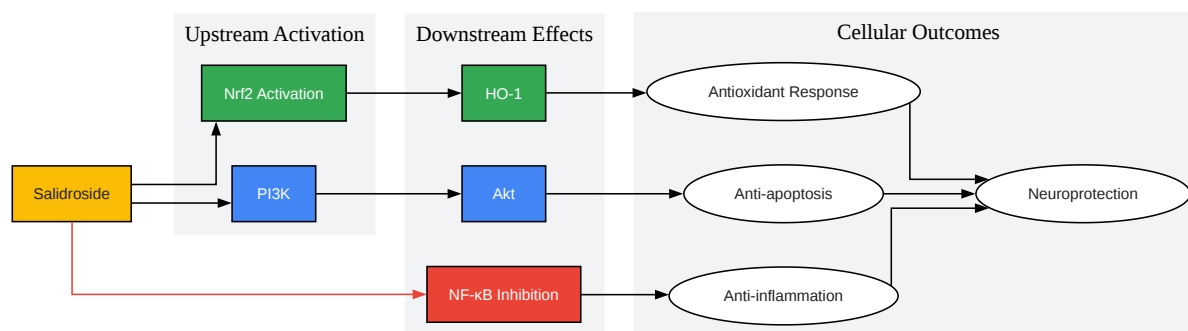 Upstream Activation
Downstream Effects
Cellular Outcomes
Nrf2 Activation
HO-1
Antioxidant Response
Salidroside
PI3K
Akt
Anti-apoptosis
Neuroprotection
NF-κB Inhibition
Anti-inflammation